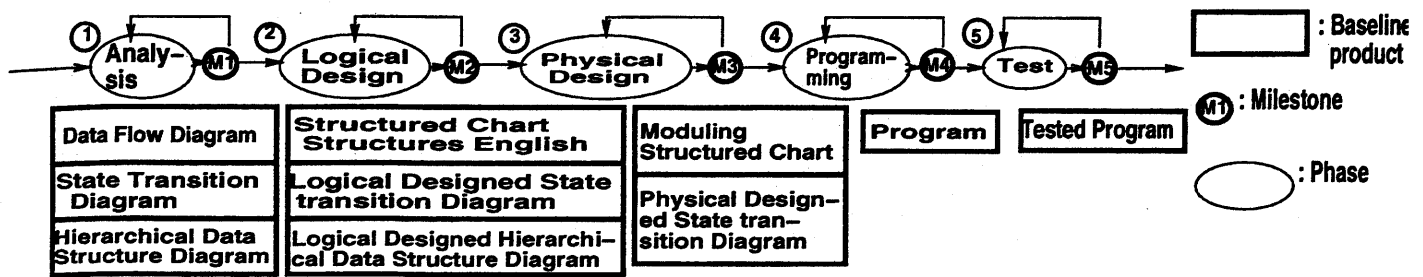 1
Analy-
sis
M1
2
Logical
Design
M2
3
Physical
Design
M3
4
Program-
ming
M4
5
Test
M5
: Baseline
product
M1 : Milestone
: Phase
Data Flow Diagram
State Transition
Diagram
Hierarchical Data
Structure Diagram
Structured Chart
Structures English
Logical Designed State
transition Diagram
Logical Designed Hierarchi-
cal Data Structure Diagram
Moduling
Structured Chart
Physical Design-
ed State tran-
sition Diagram
Program
Tested Program